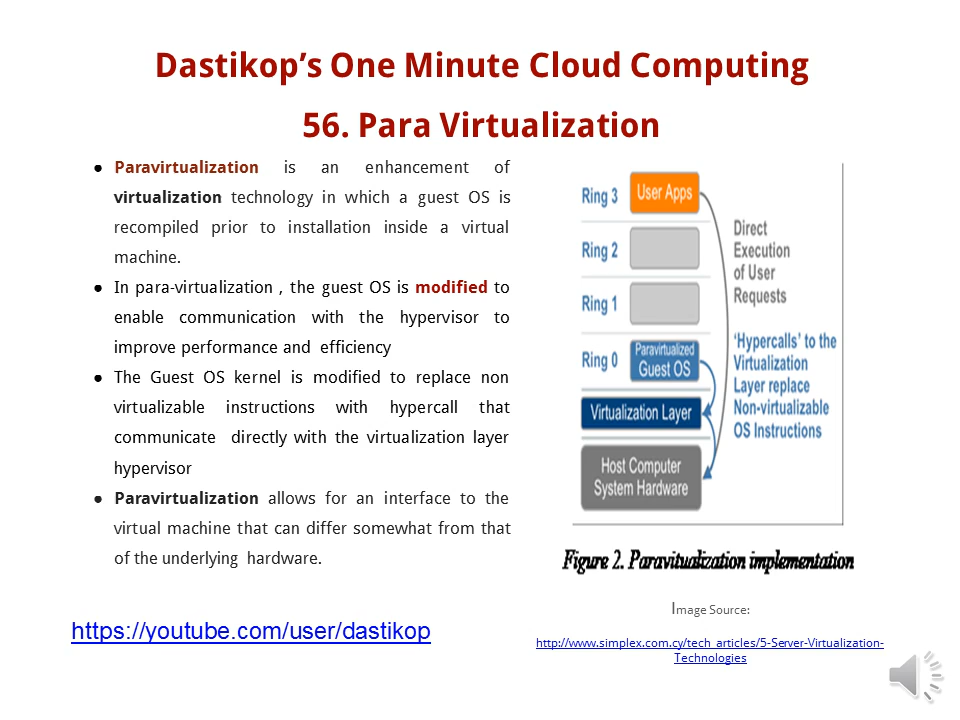 Dastikop’s One Minute Cloud Computing
56. Para Virtualization
● Paravirtualization is an enhancement of
virtualization technology in which a guest OS is
recompiled prior to installation inside a virtual
machine.
● In para-virtualization , the guest OS is modified to
enable communication with the hypervisor to
improve performance and efficiency
● The Guest OS kernel is modified to replace non
virtualizable instructions with hypercall that
communicate directly with the virtualization layer
hypervisor
● Paravirtualization allows for an interface to the
virtual machine that can differ somewhat from that
of the underlying hardware.
https://youtube.com/user/dastikop
Ring 3
User Apps
Ring 2
Ring 1
Ring 0
Paravirtualized
Guest OS
Virtualization Layer
Host Computer
System Hardware
Direct
Execution
of User
Requests
‘Hypercalls’ to the
Virtualization
Layer replace
Non-virtualizable
OS Instructions
Figure 2. Paravitualization implementation
Image Source:
http://www.simplex.com.cy/tech_articles/5-Server-Virtualization-
Technologies